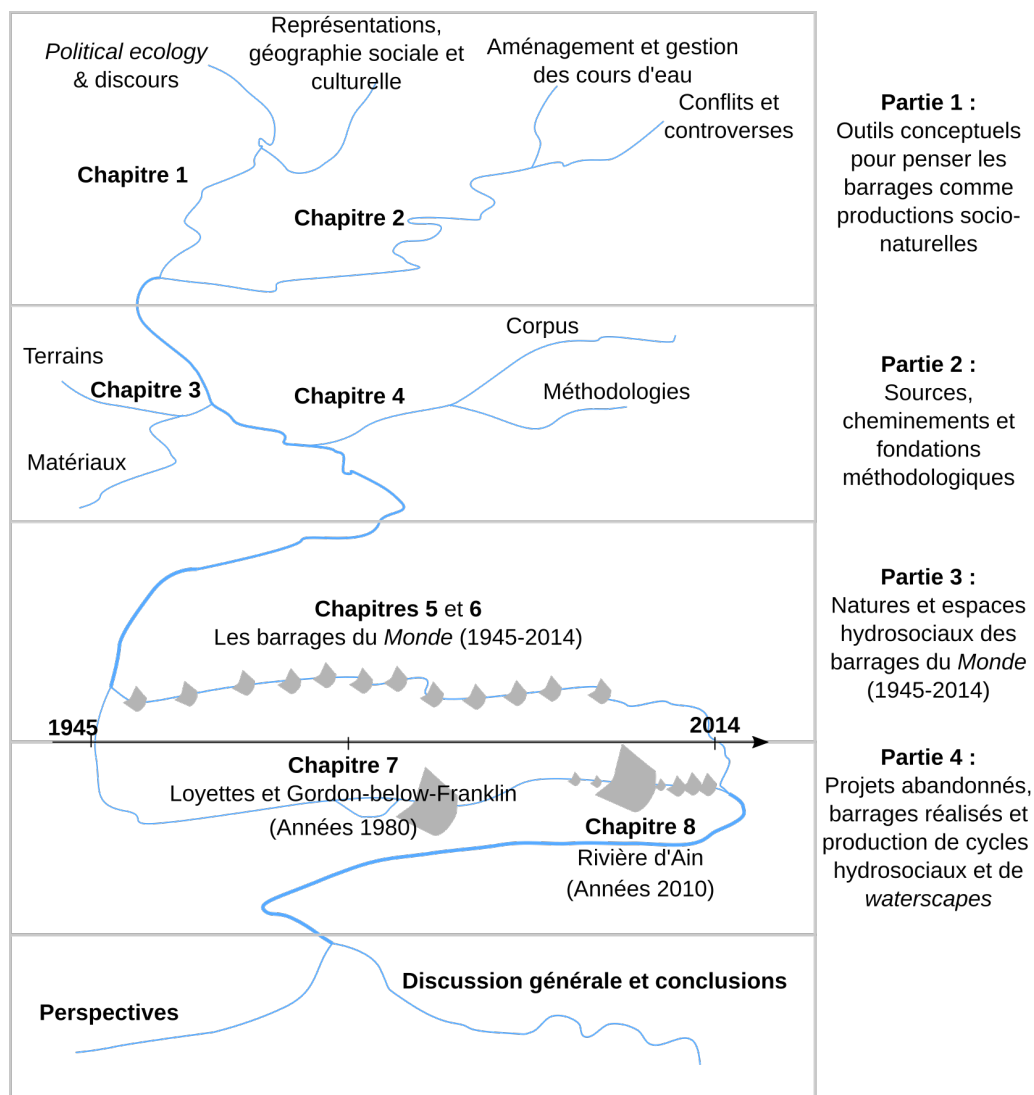 Political ecology
& discours
Représentations,
géographie sociale et
culturelle
Aménagement et gestion
des cours d'eau
Conflits et
controverses
Chapitre 1
Chapitre 2
Partie 1 :
Outils conceptuels
pour penser les
barrages comme
productions socio-
naturelles
Terrains
Chapitre 3
Matériaux
Chapitre 4
Corpus
Méthodologies
Partie 2 :
Sources,
cheminements et
fondations
méthodologiques
Chapitres 5 et 6
Les barrages du Monde (1945-2014)
1945
2014
Partie 3 :
Natures et espaces
hydrosociaux des
barrages du Monde
(1945-2014)
Chapitre 7
Loyettes et Gordon-below-Franklin
(Années 1980)
Chapitre 8
Rivière d'Ain
(Années 2010)
Partie 4 :
Projets abandonnés,
barrages réalisés et
production de cycles
hydrosociaux et de
waterscapes
Perspectives
Discussion générale et conclusions